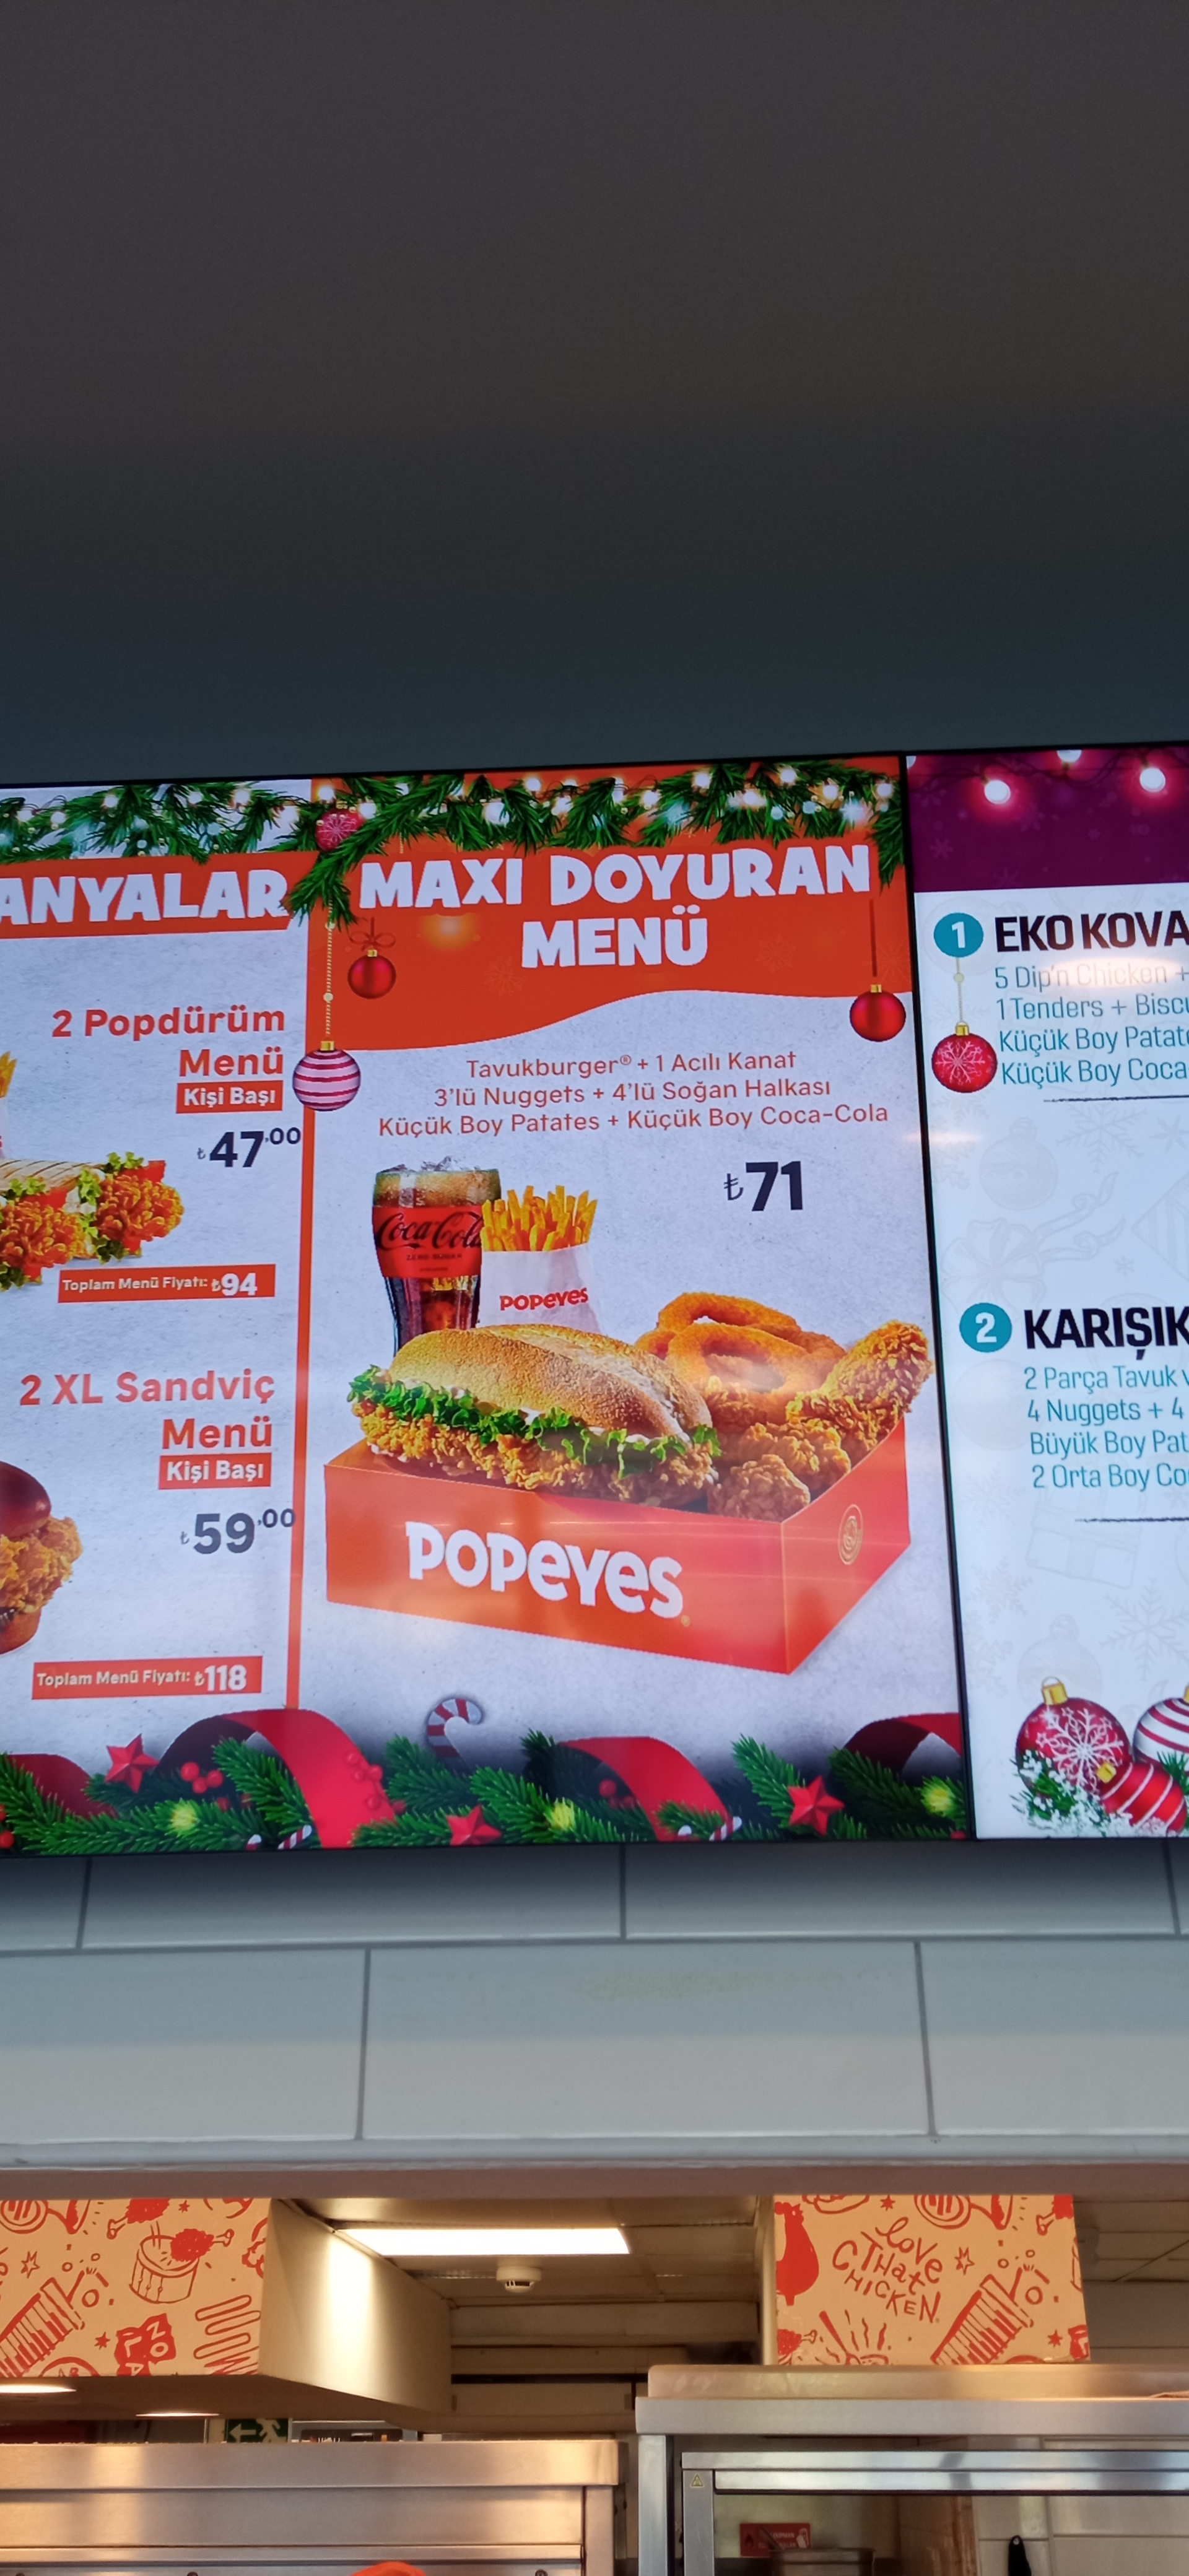 ANYALAR
2 Popdürüm
Menü
Kişi Başı
₺47.00
Toplam Menü Fiyatı: ₺94
2 XL Sandviç
Menü
Kişi Başı
₺59.00
Toplam Menü Fiyatı: ₺118
MAXI DOYURAN
MENÜ
Tavukburger® + 1 Acılı Kanat
3'lü Nuggets + 4'lü Soğan Halkası
Küçük Boy Patates + Küçük Boy Coca-Cola
₺71
Coca-Cola
ZERO SUGAR
POPEYES
POPEYES
1 EKO KOVA
5 Dip'n Chicken +
1 Tenders + Biscu
Küçük Boy Patate
Küçük Boy Coca
2 KARIŞIK
2 Parça Tavuk v
4 Nuggets + 4
Büyük Boy Pat
2 Orta Boy Co
Love
THat
CHICKEN